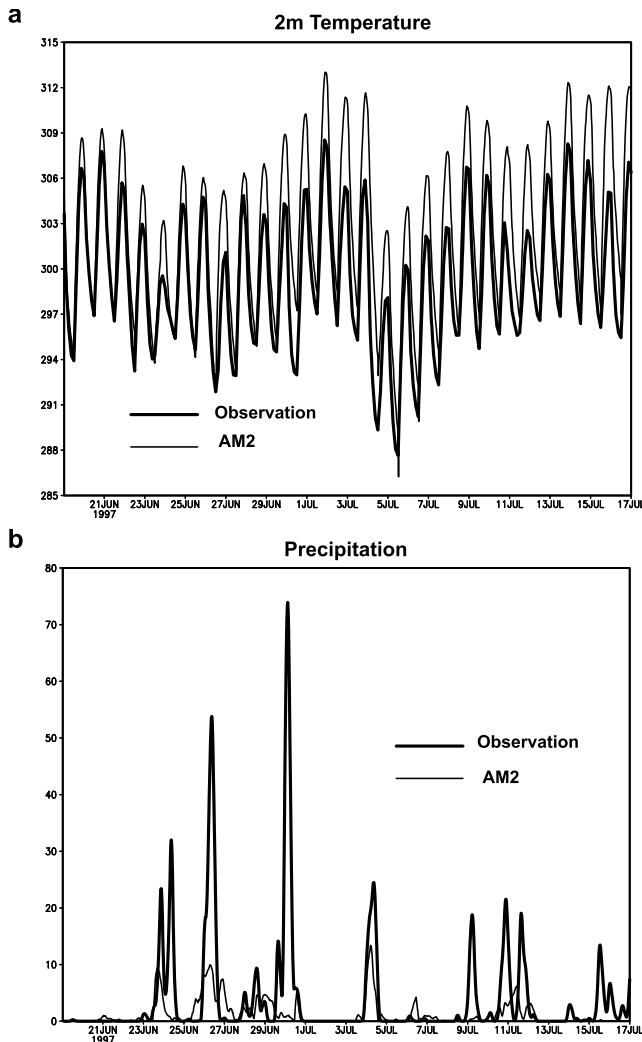 a
2m Temperature
315
312
309
306
303
300
297
294
291
288
285
Observation
AM2
21JUN 23JUN 25JUN 27JUN 29JUN 1JUL 3JUL 5JUL 7JUL 9JUL 11JUL 13JUL 15JUL 17JUL
1997
b
Precipitation
80
70
60
50
40
30
20
10
0
Observation
AM2
21JUN 23JUN 25JUN 27JUN 29JUN 1JUL 3JUL 5JUL 7JUL 9JUL 11JUL 13JUL 15JUL 17JUL
1997